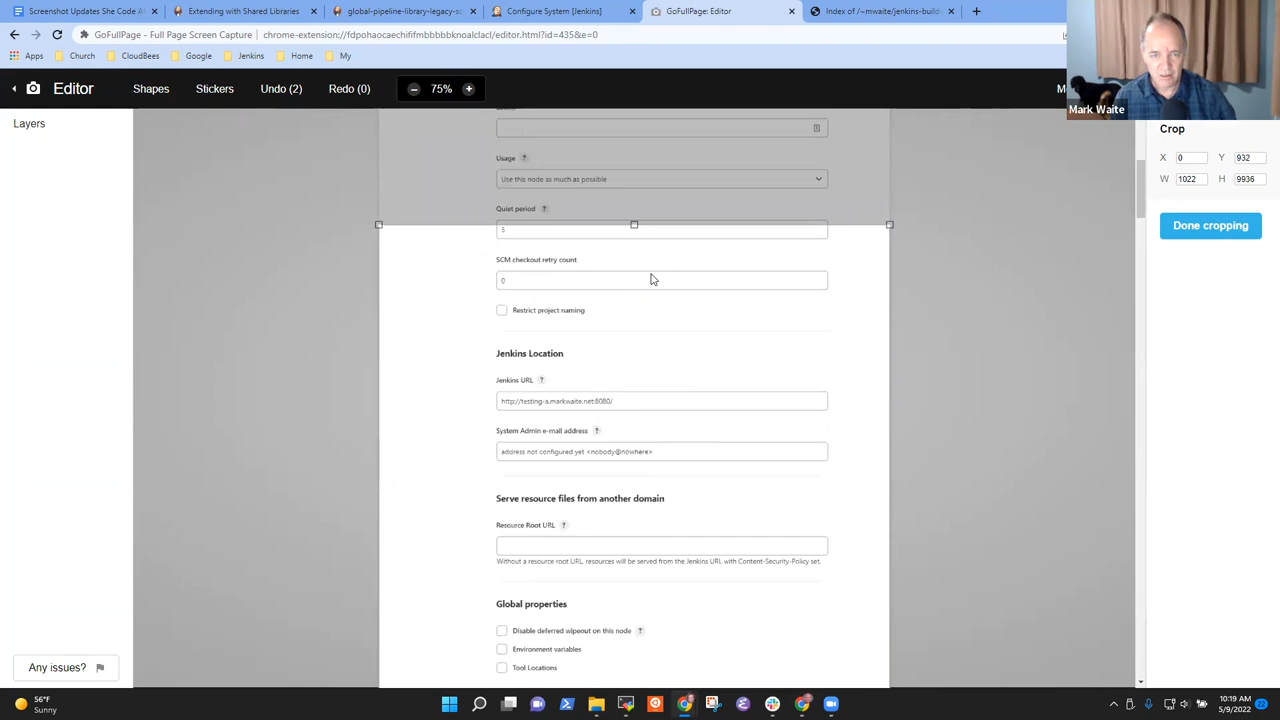 Screenshot Updates Site Code Al
Extending with Shared Libraries
global-pipeline-library-legacy-sc
Configure System [Jenkins]
GoFullPage: Editor
Index of /~mwaite/jenkins-build
GoFullPage - Full Page Screen Capture
chrome-extension://fdpohaocaechififmbbbbbknoalclacl/editor.html?id=435&e=0
Apps
Church
CloudBees
Google
Jenkins
Home
My
Editor
Shapes
Stickers
Undo (2)
Redo (0)
75%
Mark Waite
Layers
Crop
X 0 Y 932
W 1022 H 9936
Done cropping
Usage ?
Use this node as much as possible
Quiet period ?
5
SCM checkout retry count
0
Restrict project naming
Jenkins Location
Jenkins URL ?
http://testing-a.markwaite.net:8080/
System Admin e-mail address ?
address not configured yet <nobody@nowhere>
Serve resource files from another domain
Resource Root URL ?
Without a resource root URL, resources will be served from the Jenkins URL with Content-Security-Policy set.
Global properties
Disable deferred wipeout on this node ?
Environment variables
Tool Locations
Any issues?
56°F
Sunny
10:19 AM
5/9/2022
22